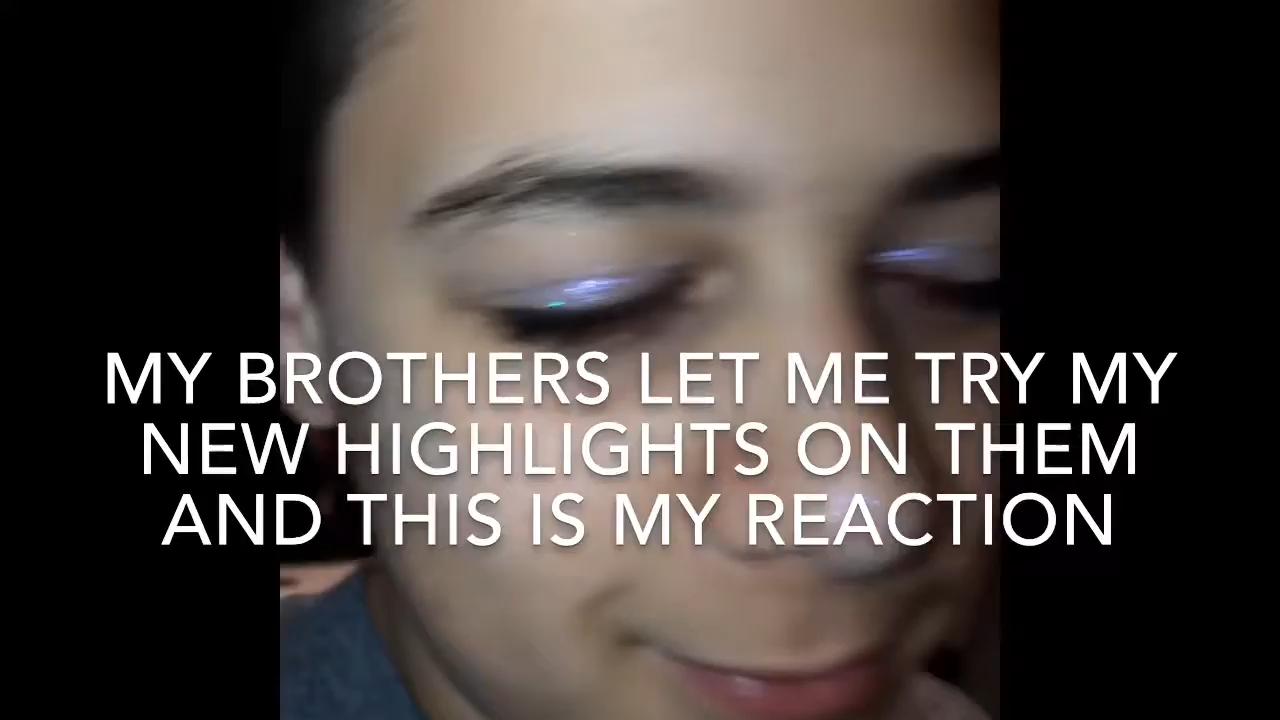 MY BROTHERS LET ME TRY MY
NEW HIGHLIGHTS ON THEM
AND THIS IS MY REACTION